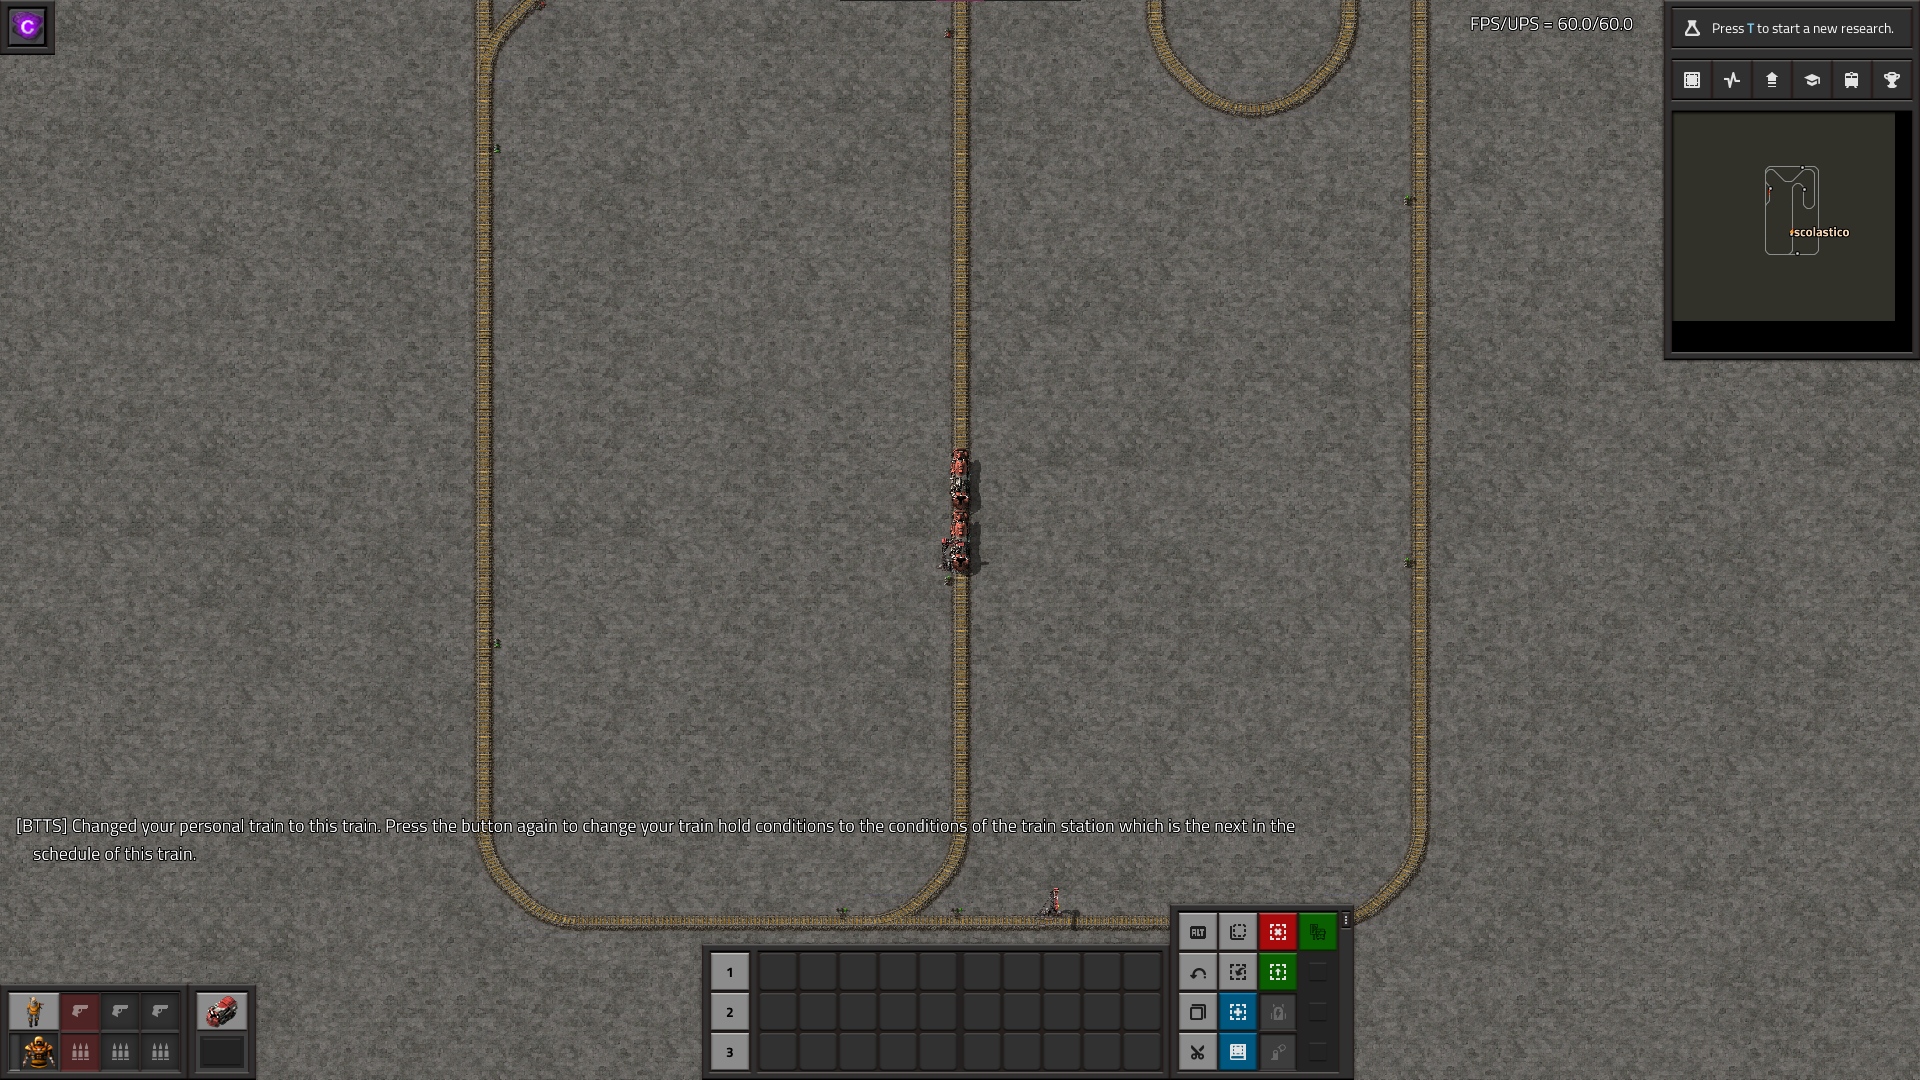 C
FPS/UPS = 60.0/60.0
Press T to start a new research.
scolastico
[BTTS] Changed your personal train to this train. Press the button again to change your train hold conditions to the conditions of the train station which is the next in the
schedule of this train.
ALT
1
2
3